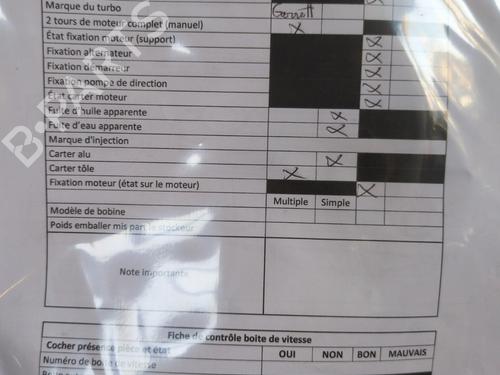 Marque du turbo Garrett
2 tours de moteur complet (manuel) X
État fixation moteur (support) X
Fixation alternateur X
Fixation démarreur X
Fixation pompe de direction X
État carter moteur X
Fuite d'huile apparente X
Fuite d'eau apparente X
Marque d'injection
Carter alu X
Carter tôle X
Fixation moteur (état sur le moteur) X
Multiple Simple
Modèle de bobine
Poids emballer mis par le stockeur
Note importante
Fiche de contrôle boite de vitesse
Cocher présence pièce et état OUI NON BON MAUVAIS
Numéro de boite de vitesse
B-PARTS